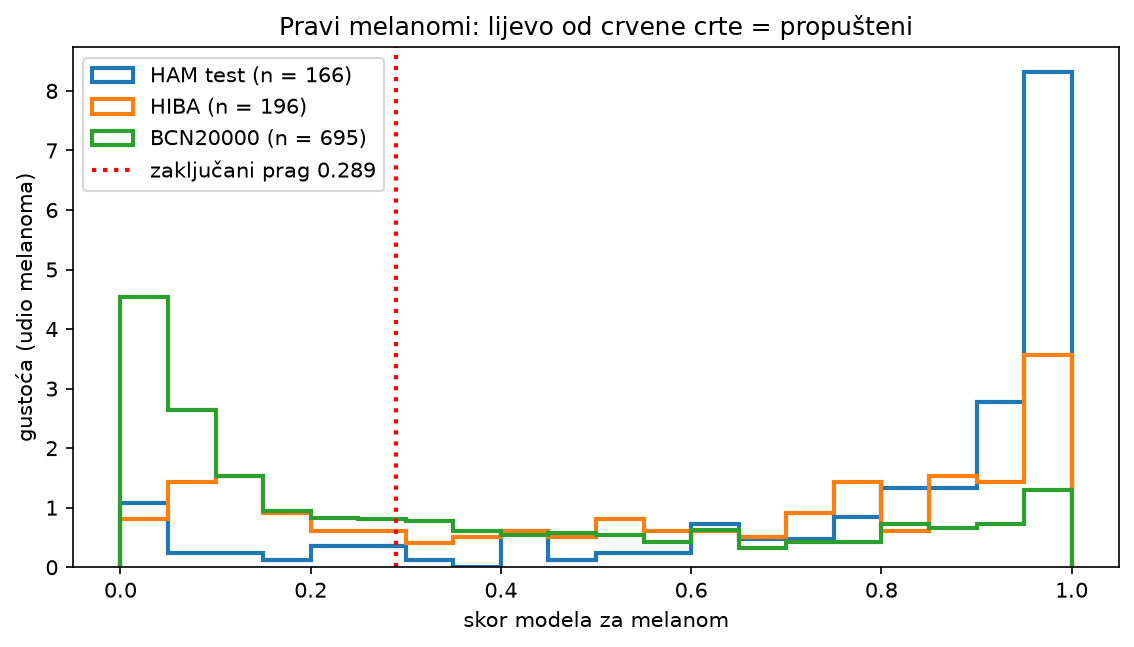 Pravi melanomi: lijevo od crvene crte = propušteni
HAM test (n = 166)
HIBA (n = 196)
BCN20000 (n = 695)
zaključani prag 0.289
gustoća (udio melanoma)
8
7
6
5
4
3
2
1
0
0.0 0.2 0.4 0.6 0.8 1.0
skor modela za melanom